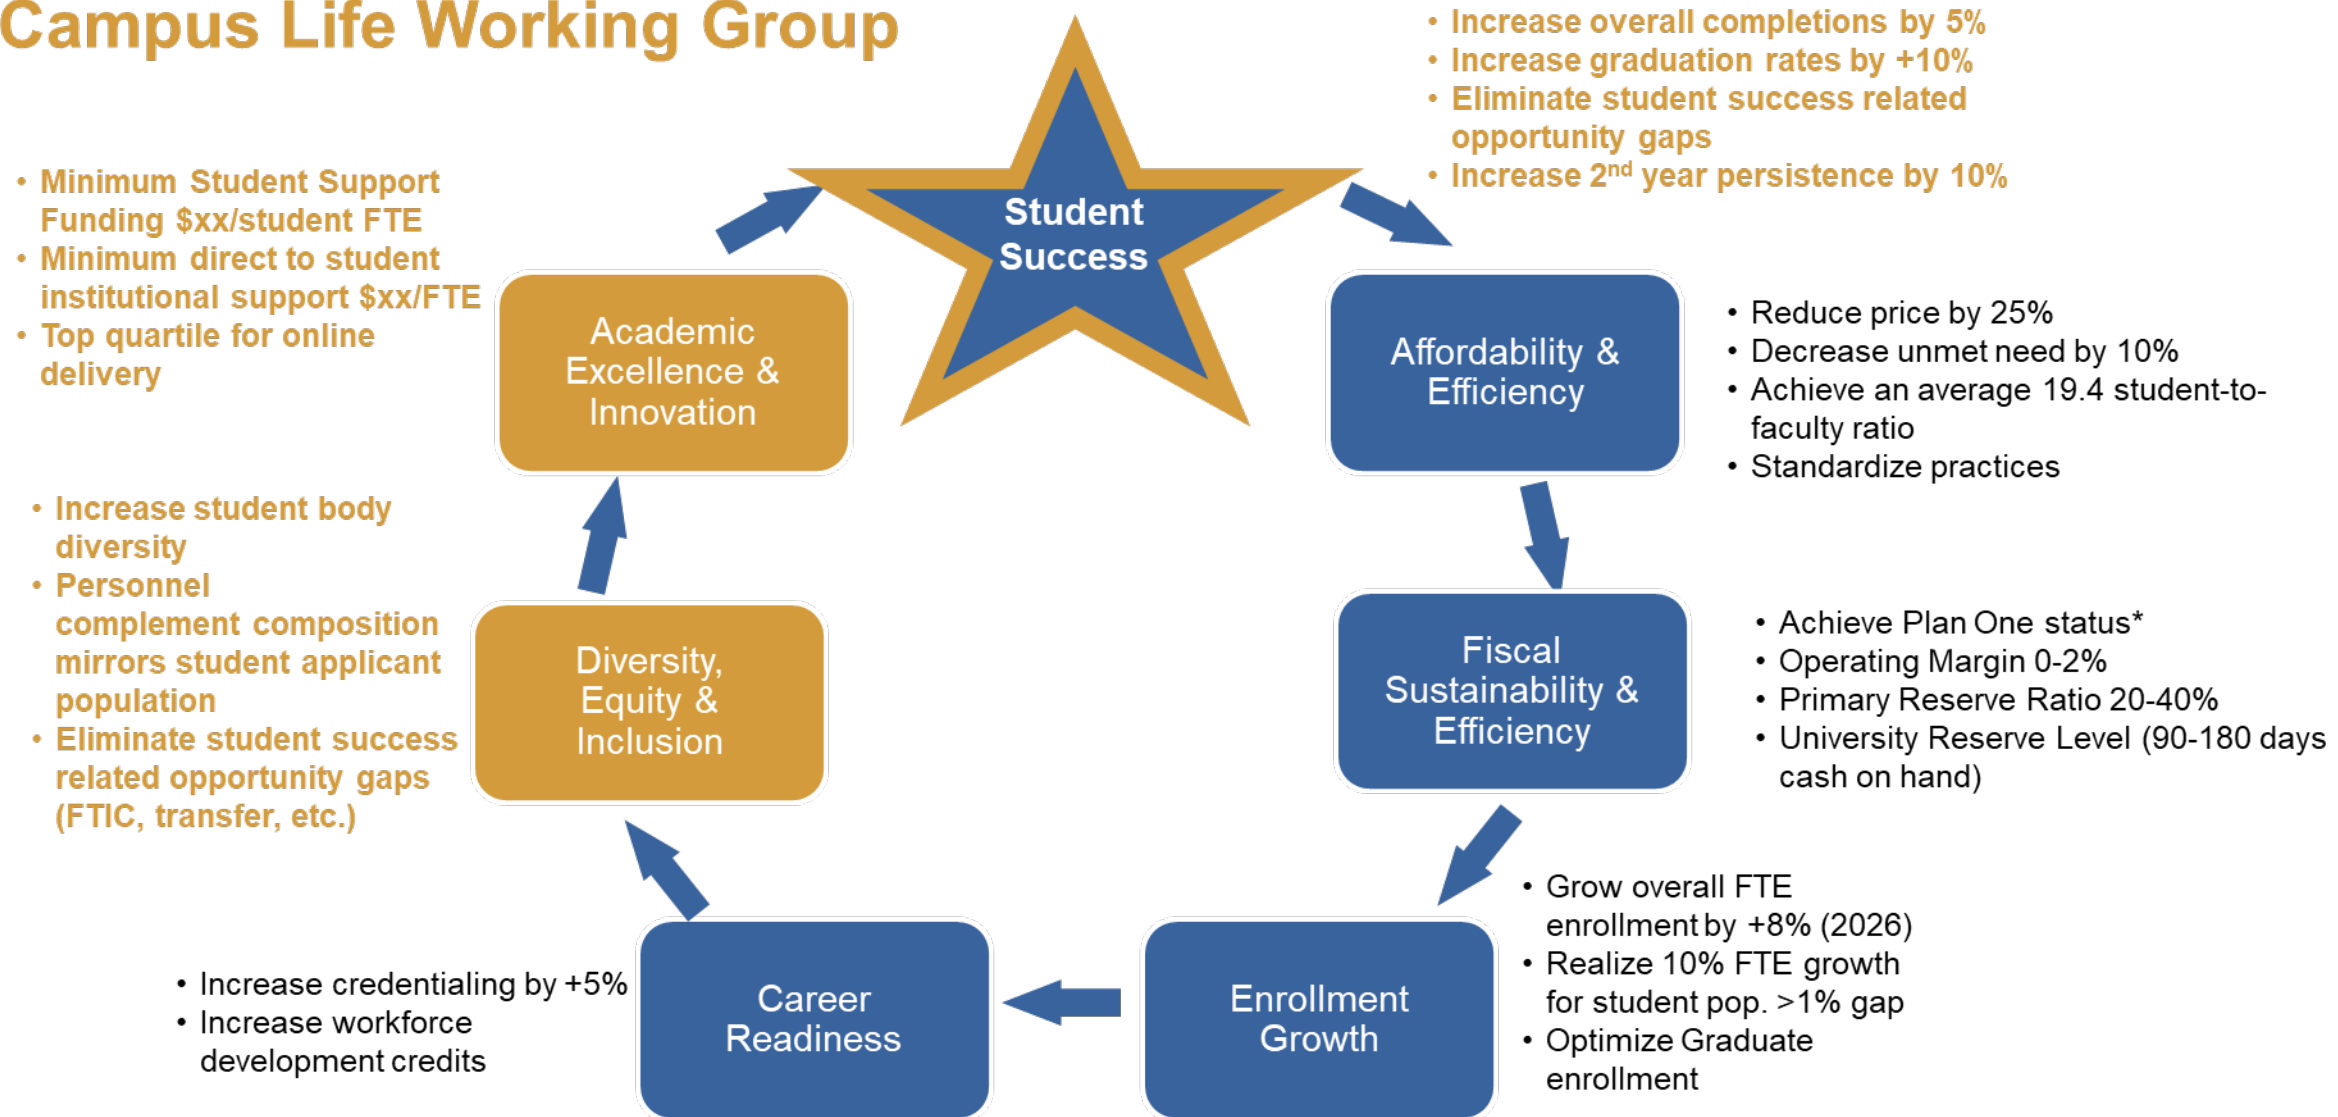 Campus Life Working Group
• Increase overall completions by 5%
• Increase graduation rates by +10%
• Eliminate student success related
opportunity gaps
• Increase 2nd year persistence by 10%
Student
Success
• Minimum Student Support
Funding $xx/student FTE
• Minimum direct to student
institutional support $xx/FTE
• Top quartile for online
delivery
Academic
Excellence &
Innovation
Affordability &
Efficiency
• Reduce price by 25%
• Decrease unmet need by 10%
• Achieve an average 19.4 student-to-
faculty ratio
• Standardize practices
• Increase student body
diversity
• Personnel
complement composition
mirrors student applicant
population
• Eliminate student success
related opportunity gaps
(FTIC, transfer, etc.)
Diversity,
Equity &
Inclusion
Fiscal
Sustainability &
Efficiency
• Achieve Plan One status*
• Operating Margin 0-2%
• Primary Reserve Ratio 20-40%
• University Reserve Level (90-180 days
cash on hand)
• Increase credentialing by +5%
• Increase workforce
development credits
Career
Readiness
Enrollment
Growth
• Grow overall FTE
enrollment by +8% (2026)
• Realize 10% FTE growth
for student pop. >1% gap
• Optimize Graduate
enrollment